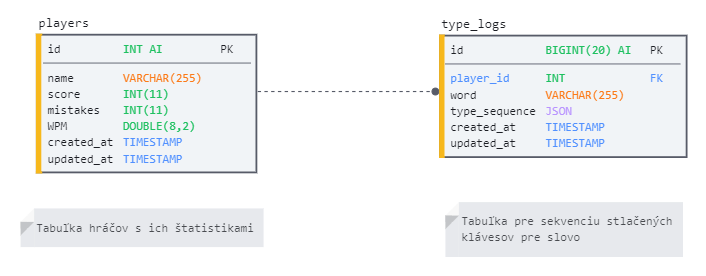 players
id INT AI PK
name VARCHAR(255)
score INT(11)
mistakes INT(11)
WPM DOUBLE(8,2)
created_at TIMESTAMP
updated_at TIMESTAMP
Tabuľka hráčov s ich štatistikami
type_logs
id BIGINT(20) AI PK
player_id INT FK
word VARCHAR(255)
type_sequence JSON
created_at TIMESTAMP
updated_at TIMESTAMP
Tabuľka pre sekvenciu stlačených
klávesov pre slovo